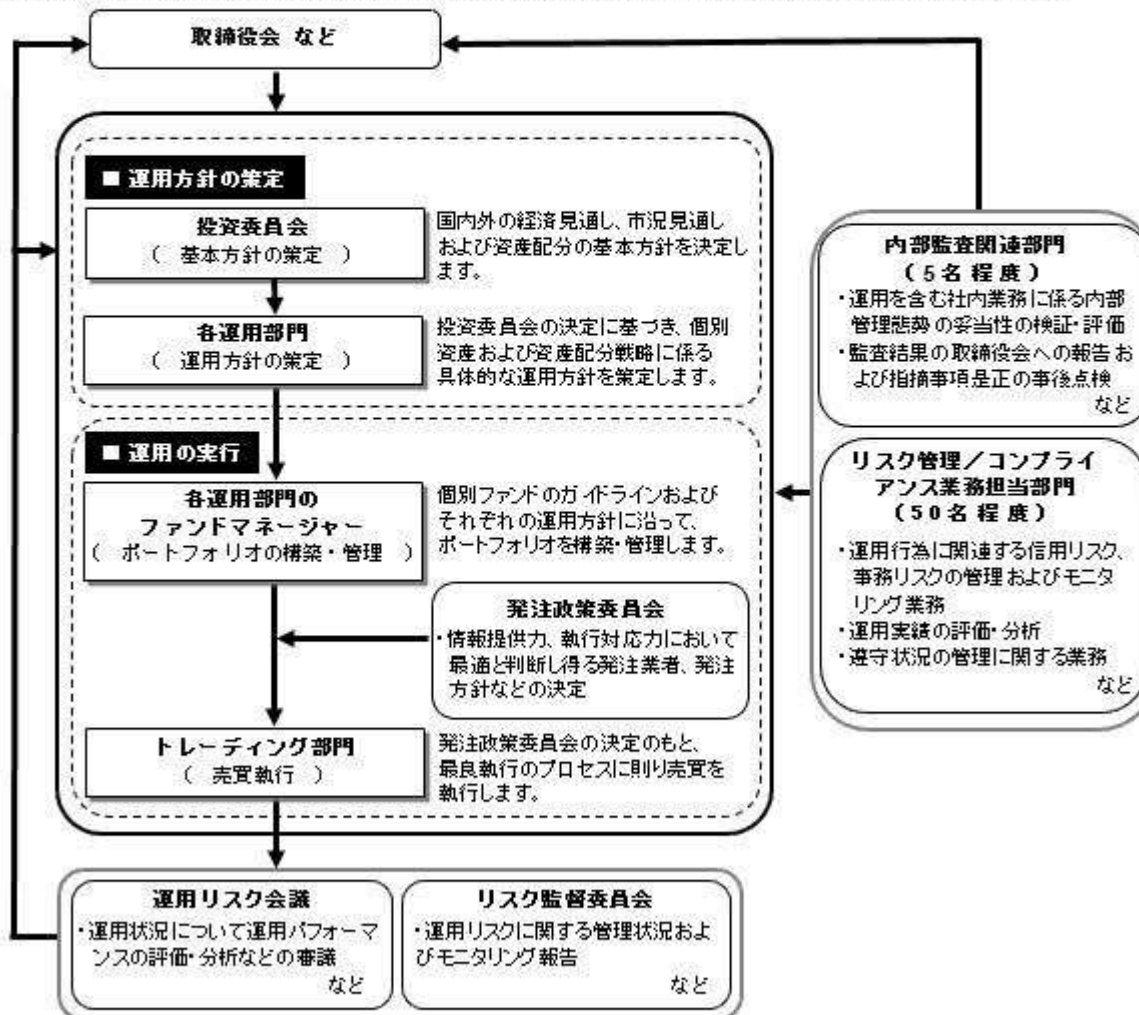 取締役会 など
■ 運用方針の策定
投資委員会
( 基本方針の策定 )
国内外の経済見通し、市況見通し
および資産配分の基本方針を決定し
ます。
各運用部門
( 運用方針の策定 )
投資委員会の決定に基づき、個別
資産および資産配分戦略に係る
具体的な運用方針を策定します。
■ 運用の実行
各運用部門の
ファンドマネージャー
( ポートフォリオの構築・管理 )
個別ファンドのガイドラインおよび
それぞれの運用方針に沿って、
ポートフォリオを構築・管理します。
発注政策委員会
・情報提供力、執行対応力において
最適と判断し得る発注業者、発注
方針などの決定
トレーディング部門
( 売買執行 )
発注政策委員会の決定のもと、
最良執行のプロセスに則り売買を
執行します。
内部監査関連部門
(5名程度)
・運用を含む社内業務に係る内部
管理態勢の妥当性の検証・評価
・監査結果の取締役会への報告お
よび指摘事項是正の事後点検
など
リスク管理/コンプライ
アンス業務担当部門
(50名程度)
・運用行為に関連する信用リスク、
事務リスクの管理およびモニタ
リング業務
・運用実績の評価・分析
・遵守状況の管理に関する業務
など
運用リスク会議
・運用状況について運用パフォーマ
ンスの評価・分析などの審議
など
リスク監督委員会
・運用リスクに関する管理状況およ
びモニタリング報告
など